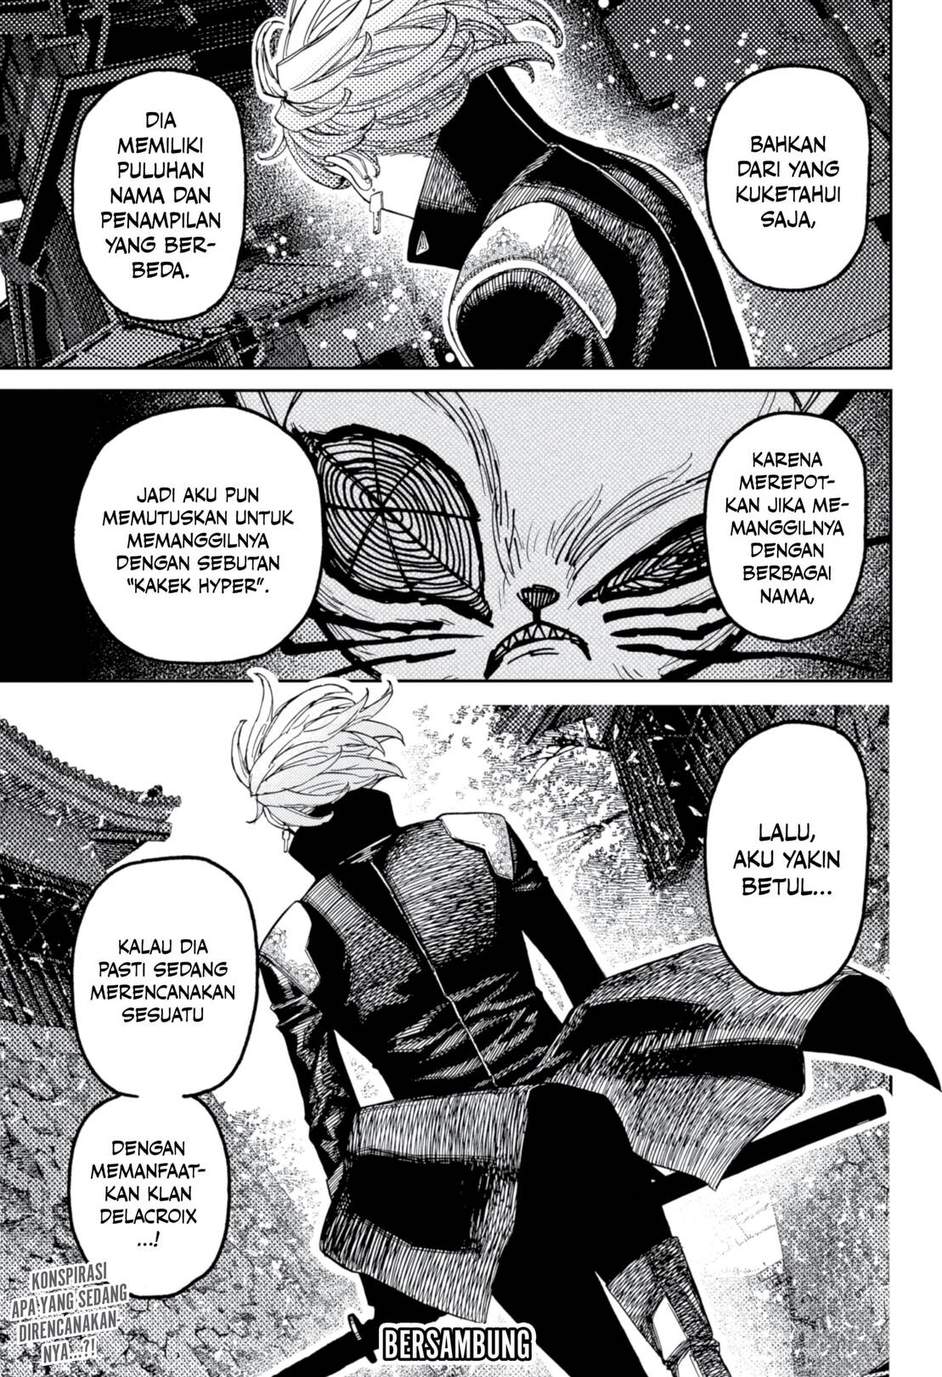 BAHKAN
DARI YANG
KUKETAHUI
SAJA,
DIA
MEMILIKI
PULUHAN
NAMA DAN
PENAMPILAN
YANG BER-
BEDA.
KARENA
MEREPOT-
KAN JIKA ME-
MANGGILNYA
DENGAN
BERBAGAI
NAMA,
JADI AKU PUN
MEMUTUSKAN UNTUK
MEMANGGILNYA
DENGAN SEBUTAN
"KAKEK HYPER".
LALU,
AKU YAKIN
BETUL...
KALAU DIA
PASTI SEDANG
MERENCANAKAN
SESUATU
DENGAN
MEMANFAAT-
KAN KLAN
DELACROIX
...!
KONSPIRASI
APA YANG SEDANG
DIRENCANAKAN
NYA...?!
BERSAMBUNG